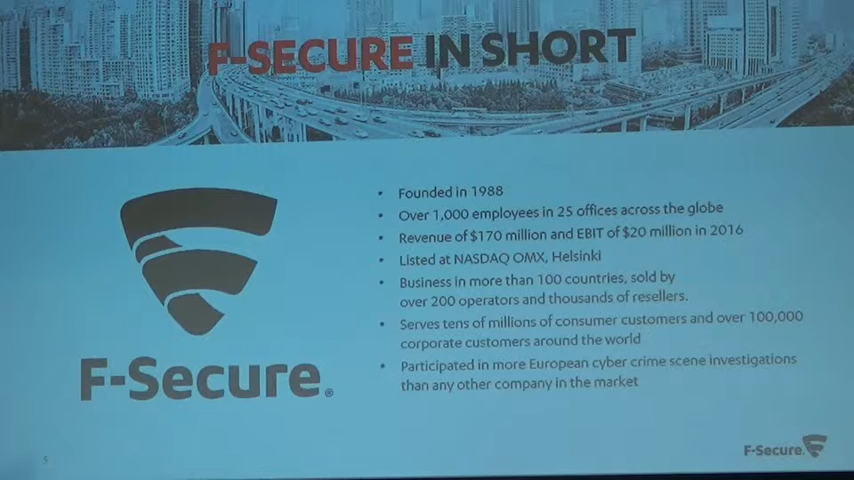 F-SECURE IN SHORT
• Founded in 1988
• Over 1,000 employees in 25 offices across the globe
• Revenue of $170 million and EBIT of $20 million in 2016
• Listed at NASDAQ OMX, Helsinki
• Business in more than 100 countries, sold by
over 200 operators and thousands of resellers.
• Serves tens of millions of consumer customers and over 100,000
corporate customers around the world
• Participated in more European cyber crime scene investigations
than any other company in the market
F-Secure®
5
F-Secure.